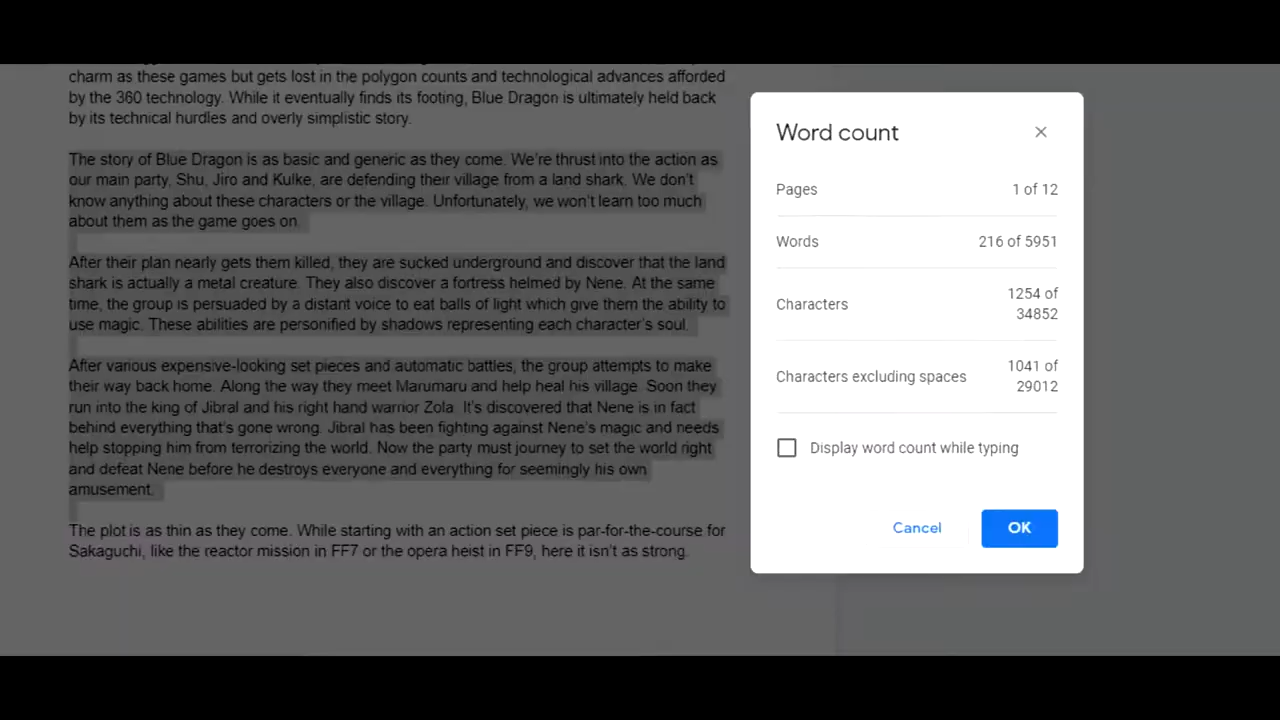 charm as these games but gets lost in the polygon counts and technological advances afforded
by the 360 technology. While it eventually finds its footing, Blue Dragon is ultimately held back
by its technical hurdles and overly simplistic story.
The story of Blue Dragon is as basic and generic as they come. We're thrust into the action as
our main party, Shu, Jiro and Kulke, are defending their village from a land shark. We don't
know anything about these characters or the village. Unfortunately, we won't learn too much
about them as the game goes on.
After their plan nearly gets them killed, they are sucked underground and discover that the land
shark is actually a metal creature. They also discover a fortress helmed by Nene. At the same
time, the group is persuaded by a distant voice to eat balls of light which give them the ability to
use magic. These abilities are personified by shadows representing each character's soul.
After various expensive-looking set pieces and automatic battles, the group attempts to make
their way back home. Along the way they meet Marumaru and help heal his village. Soon they
run into the king of Jibral and his right hand warrior Zola. It's discovered that Nene is in fact
behind everything that's gone wrong. Jibral has been fighting against Nene's magic and needs
help stopping him from terrorizing the world. Now the party must journey to set the world right
and defeat Nene before he destroys everyone and everything for seemingly his own
amusement.
The plot is as thin as they come. While starting with an action set piece is par-for-the-course for
Sakaguchi, like the reactor mission in FF7 or the opera heist in FF9, here it isn't as strong.
Word count
Pages 1 of 12
Words 216 of 5951
Characters 1254 of
34852
Characters excluding spaces 1041 of
29012
Display word count while typing
Cancel OK